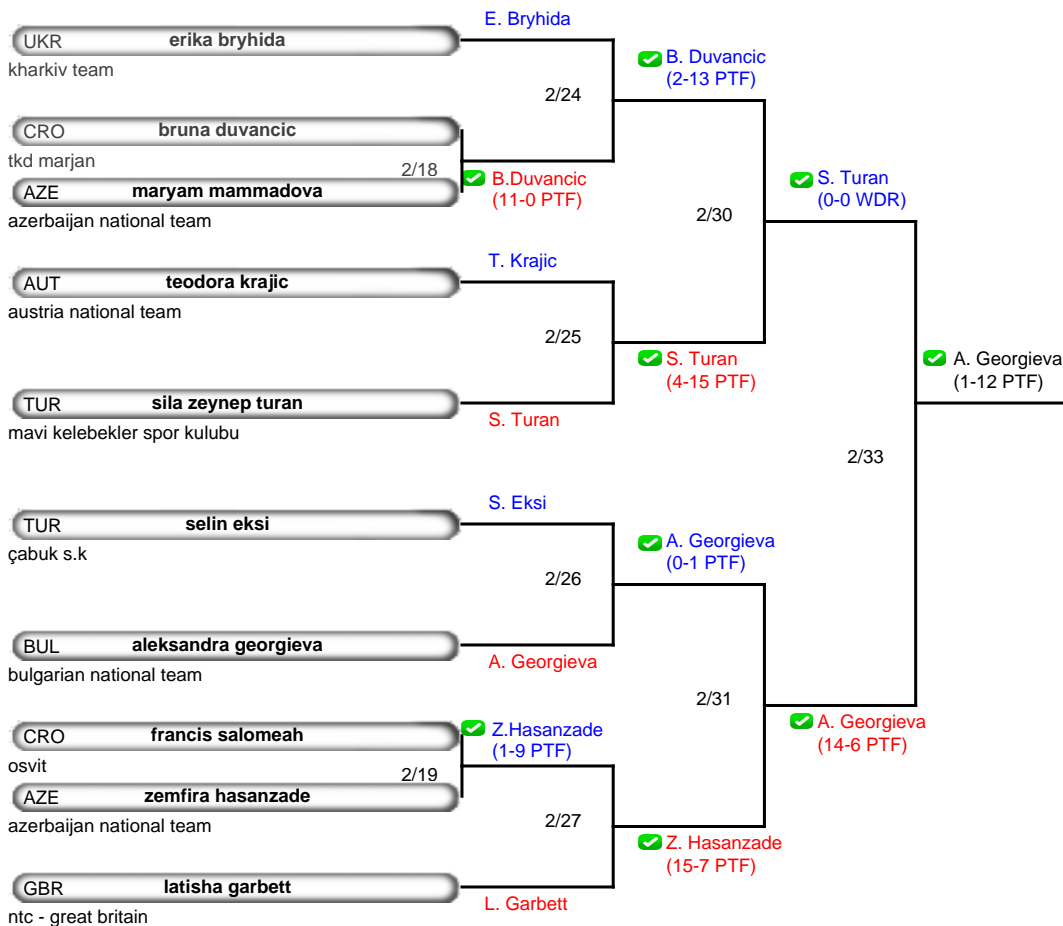 E. Bryhida
UKR erika bryhida
kharkiv team
B. Duvancic
(2-13 PTF)
2/24
CRO bruna duvancic
tkd marjan
2/18
B.Duvancic
(11-0 PTF)
AZE maryam mammadova
azerbaijan national team
S. Turan
(0-0 WDR)
2/30
T. Krajic
AUT teodora krajic
austria national team
2/25
S. Turan
(4-15 PTF)
A. Georgieva
(1-12 PTF)
TUR sila zeynep turan
mavi kelebekler spor kulubu
S. Turan
2/33
S. Eksi
TUR selin eksi
çabuk s.k
A. Georgieva
(0-1 PTF)
2/26
BUL aleksandra georgieva
bulgarian national team
A. Georgieva
2/31
A. Georgieva
(14-6 PTF)
CRO francis salomeah
osvit
Z.Hasanzade
(1-9 PTF)
2/19
AZE zemfira hasanzade
azerbaijan national team
2/27
Z. Hasanzade
(15-7 PTF)
GBR latisha garbett
ntc - great britain
L. Garbett